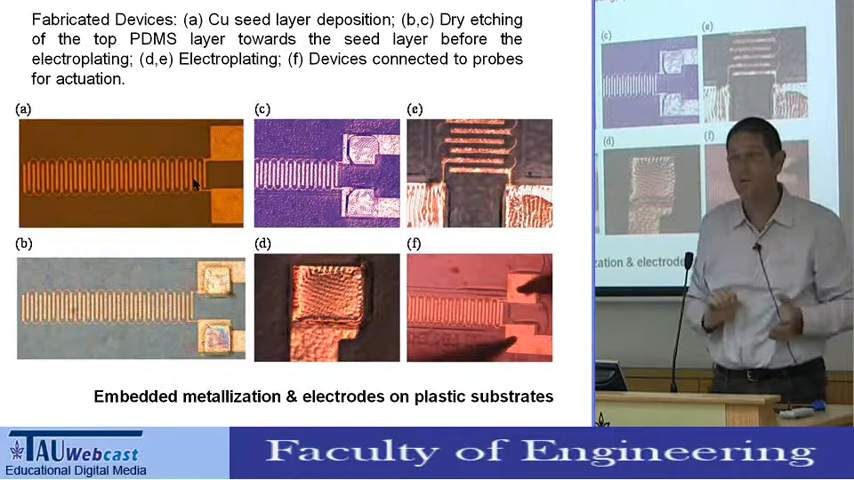 Fabricated Devices: (a) Cu seed layer deposition; (b,c) Dry etching
of the top PDMS layer towards the seed layer before the
electroplating; (d,e) Electroplating; (f) Devices connected to probes
for actuation.
(a)
(c)
(e)
(b)
(d)
(f)
Embedded metallization & electrodes on plastic substrates
(c)
(e)
(d)
(f)
zation & electrode
TAUWebcast
Educational Digital Media
Faculty of Engineering